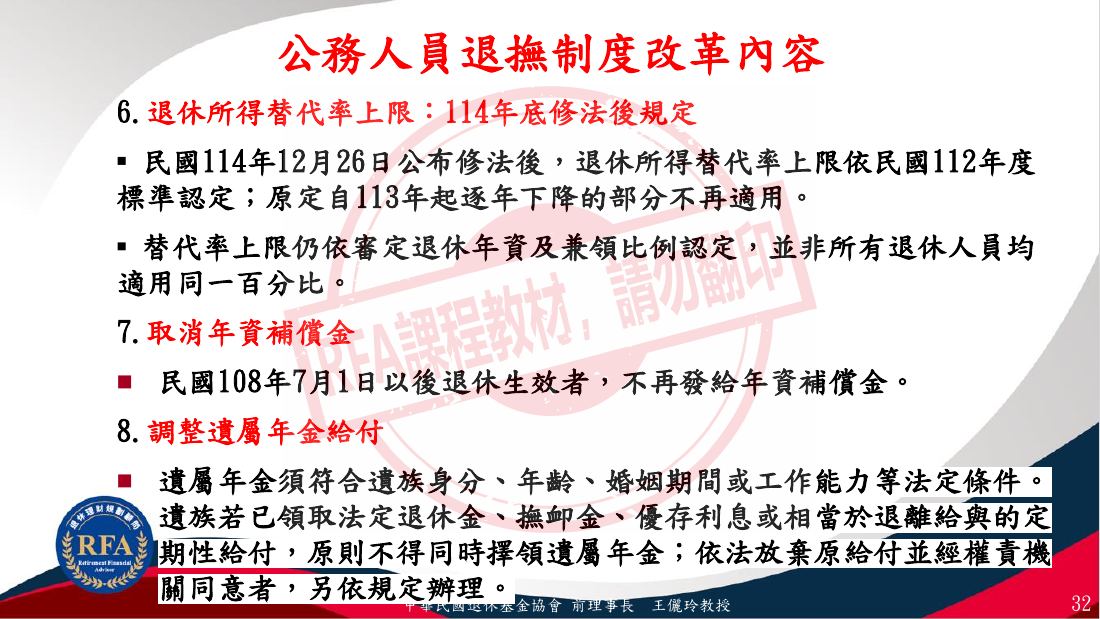 公務人員退撫制度改革內容
6.退休所得替代率上限：114年底修法後規定
▪ 民國114年12月26日公布修法後，退休所得替代率上限依民國112年度
標準認定；原定自113年起逐年下降的部分不再適用。
▪ 替代率上限仍依審定退休年資及兼領比例認定，並非所有退休人員均
適用同一百分比。
7.取消年資補償金
■ 民國108年7月1日以後退休生效者，不再發給年資補償金。
8.調整遺屬年金給付
■ 遺屬年金須符合遺族身分、年齡、婚姻期間或工作能力等法定條件。
遺族若已領取法定退休金、撫卹金、優存利息或相當於退離給與的定
期性給付，原則不得同時擇領遺屬年金；依法放棄原給付並經權責機
關同意者，另依規定辦理。
RFA課程教材，請勿翻印
退休理財規劃顧問
RFA
Retirement Financial
Advisor
中華民國退休基金協會 前理事長 王儷玲教授
32